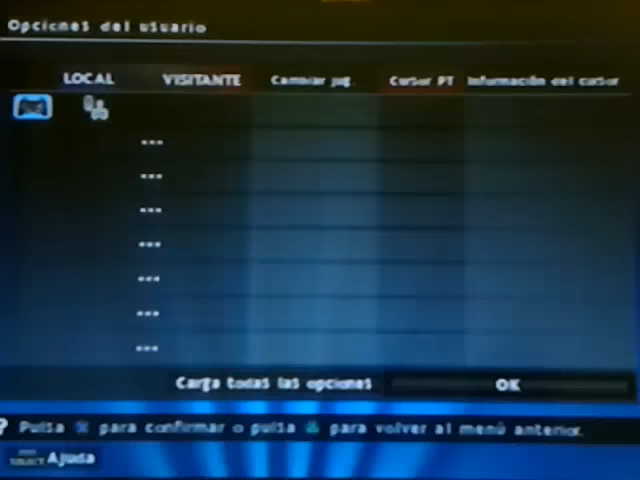 Opciones del usuario
LOCAL VISITANTE Cambiar jug. Cursor PT Información del cursor
---
---
---
---
---
---
---
Carga todas las opciones OK
? Pulsa para confirmar o pulsa para volver al menú anterior.
SELECT Ayuda